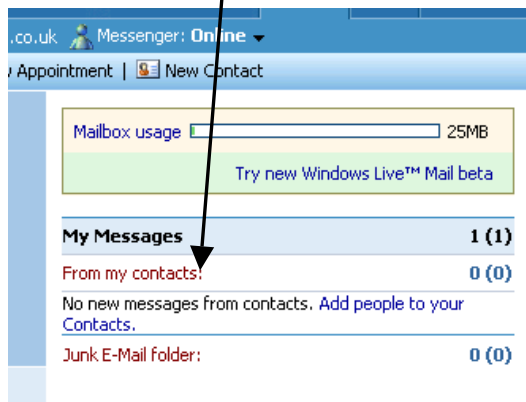 .co.uk Messenger: Online
Appointment | New Contact
Mailbox usage 25MB
Try new Windows Live™ Mail beta
My Messages 1 (1)
From my contacts: 0 (0)
No new messages from contacts. Add people to your
Contacts.
Junk E-Mail folder: 0 (0)